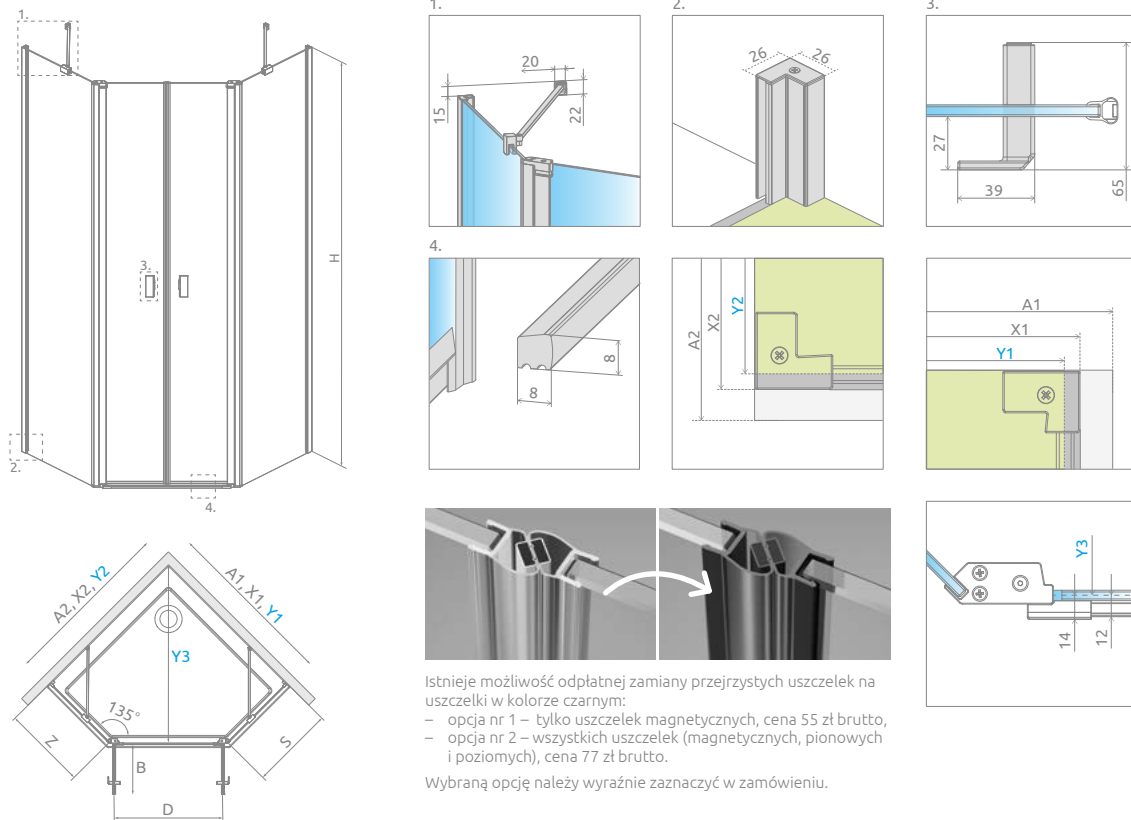 1.
3.
H
2.
4.
1.
20
15
22
2.
26
26
3.
27
39
65
4.
8
8
A2
X2
Y2
A1
X1
Y1
A2, X2, Y2
A1, X1, Y1
Y3
135°
Z
S
B
D
Y3
14
12
Istnieje możliwość odpłatnej zamiany przejrzystych uszczelek na
uszczelki w kolorze czarnym:
– opcja nr 1 – tylko uszczelek magnetycznych, cena 55 zł brutto,
– opcja nr 2 – wszystkich uszczelek (magnetycznych, pionowych
i poziomych), cena 77 zł brutto.
Wybraną opcję należy wyraźnie zaznaczyć w zamówieniu.